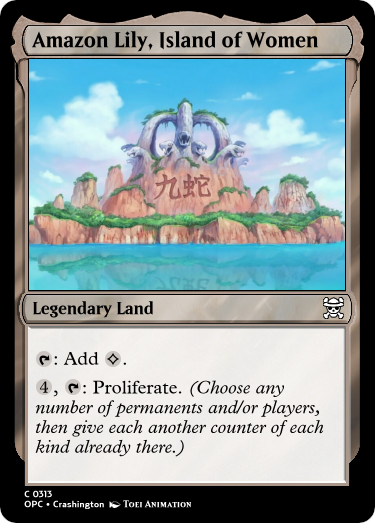 Amazon Lily, Island of Women
九蛇
Legendary Land
: Add .
4, : Proliferate. (Choose any
number of permanents and/or players,
then give each another counter of each
kind already there.)
C 0313
OPC • Crashington Toei Animation